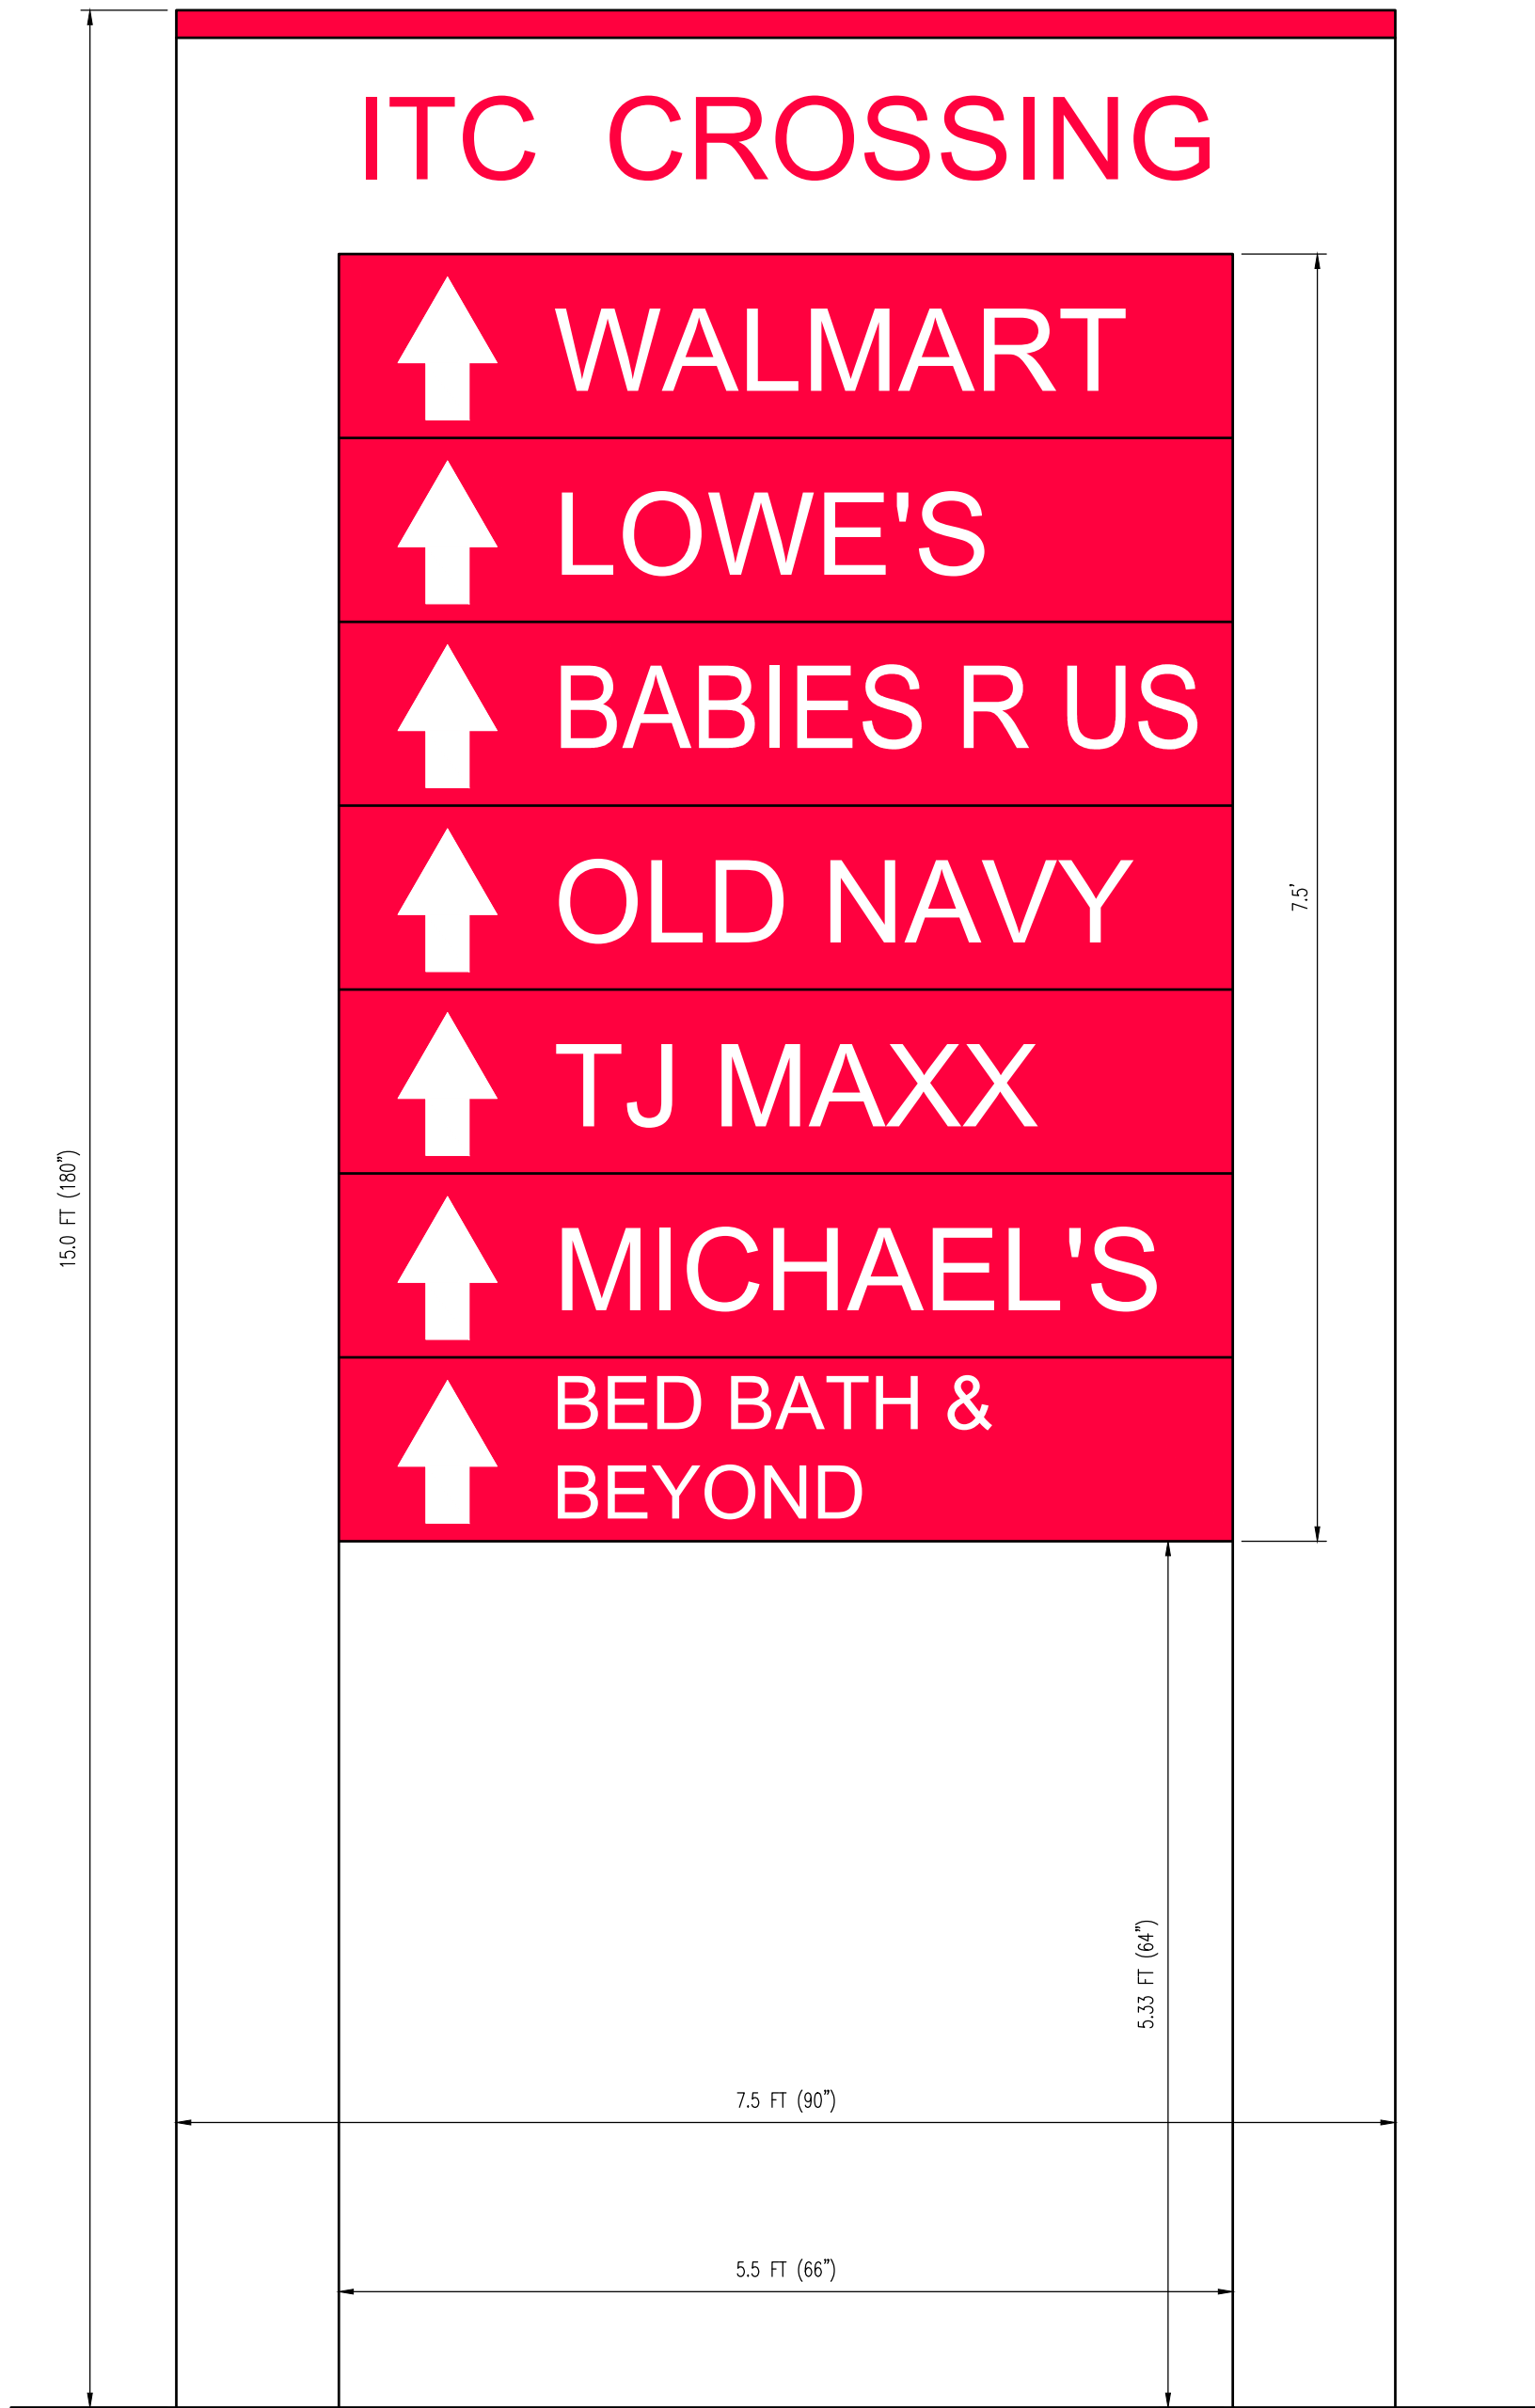 ITC CROSSING
WALMART
LOWE'S
BABIES R US
OLD NAVY
TJ MAXX
MICHAEL'S
BED BATH &
BEYOND
7.5'
15.0 FT (180")
5.33 FT (64")
7.5 FT (90")
5.5 FT (66")